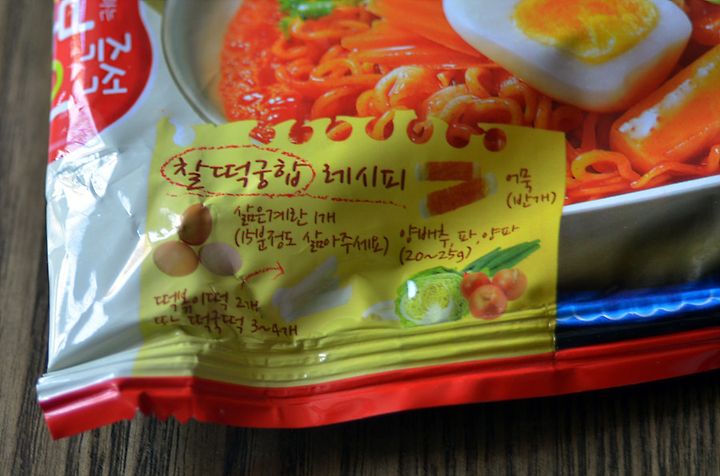 찰떡궁합 레시피
어묵
(반개)
삶은계란 1개
(15분정도 삶아주세요)
양배추, 파, 양파
(20~25g)
떡볶이떡 2개,
또는 떡국떡 3~4개